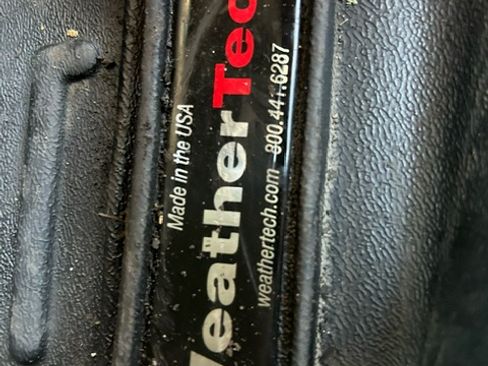 Made in the USA
WeatherTec
weathertech.com 800.441.6287